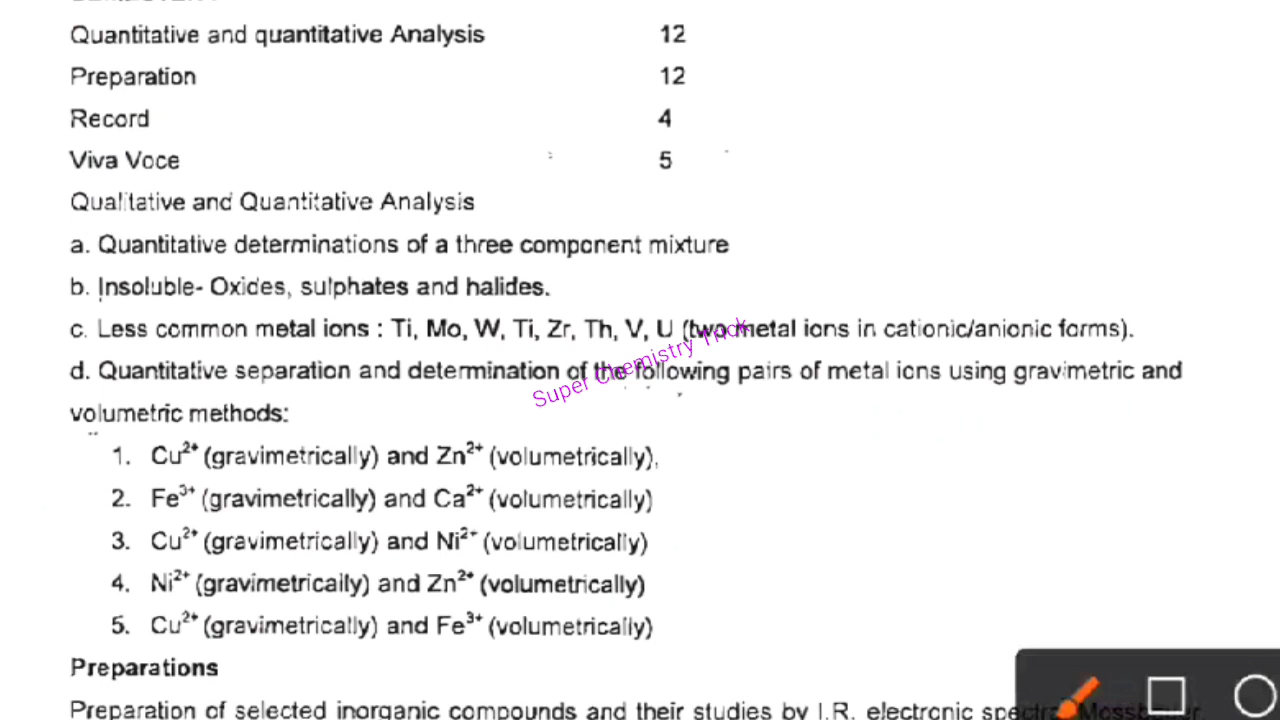 Quantitative and quantitative Analysis 12
Preparation 12
Record 4
Viva Voce 5
Qualitative and Quantitative Analysis
a. Quantitative determinations of a three component mixture
b. Insoluble- Oxides, sulphates and halides.
c. Less common metal ions : Ti, Mo, W, Ti, Zr, Th, V, U (two metal ions in cationic/anionic forms).
Super Chemistry Trick
d. Quantitative separation and determination of the following pairs of metal ions using gravimetric and
volumetric methods:
1. Cu²⁺ (gravimetrically) and Zn²⁺ (volumetrically),
2. Fe³⁺ (gravimetrically) and Ca²⁺ (volumetrically)
3. Cu²⁺ (gravimetrically) and Ni²⁺ (volumetrically)
4. Ni²⁺ (gravimetrically) and Zn²⁺ (volumetrically)
5. Cu²⁺ (gravimetrically) and Fe³⁺ (volumetrically)
Preparations
Preparation of selected inorganic compounds and their studies by I.R. electronic spectra, Mossbauer